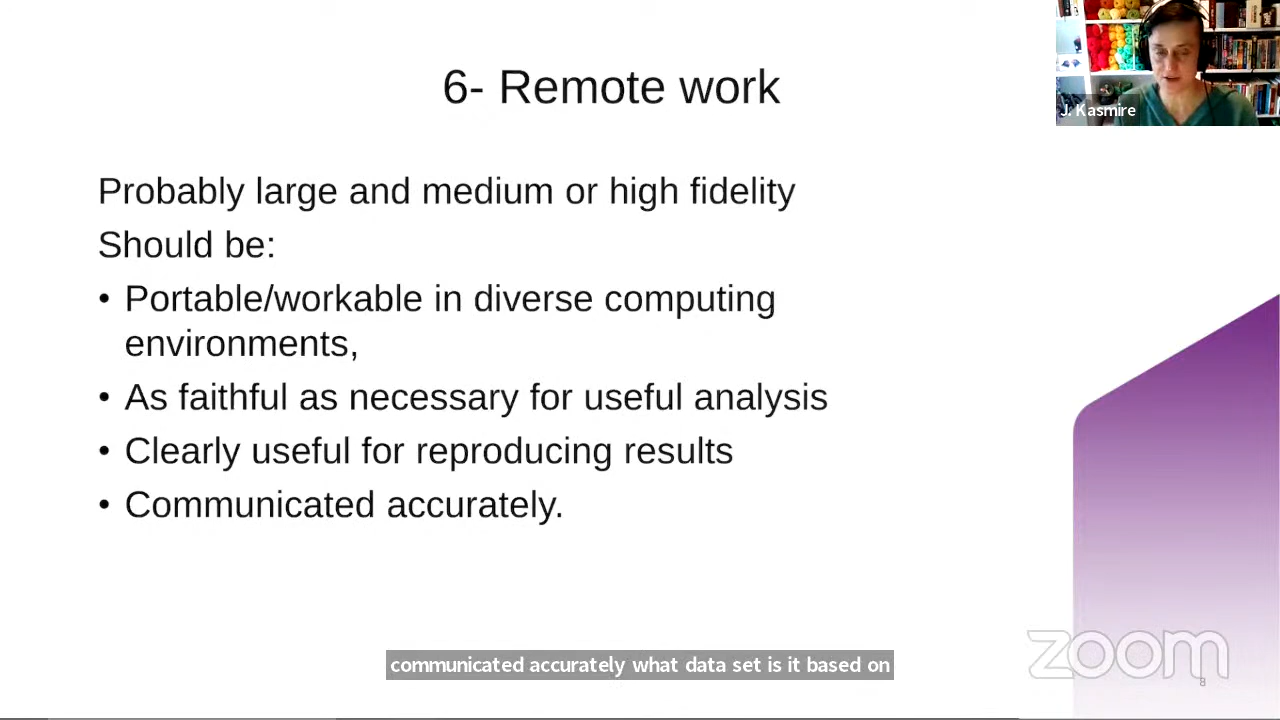 6- Remote work
J. Kasmire
Probably large and medium or high fidelity
Should be:
• Portable/workable in diverse computing
environments,
• As faithful as necessary for useful analysis
• Clearly useful for reproducing results
• Communicated accurately.
communicated accurately what data set is it based on
zoom
8